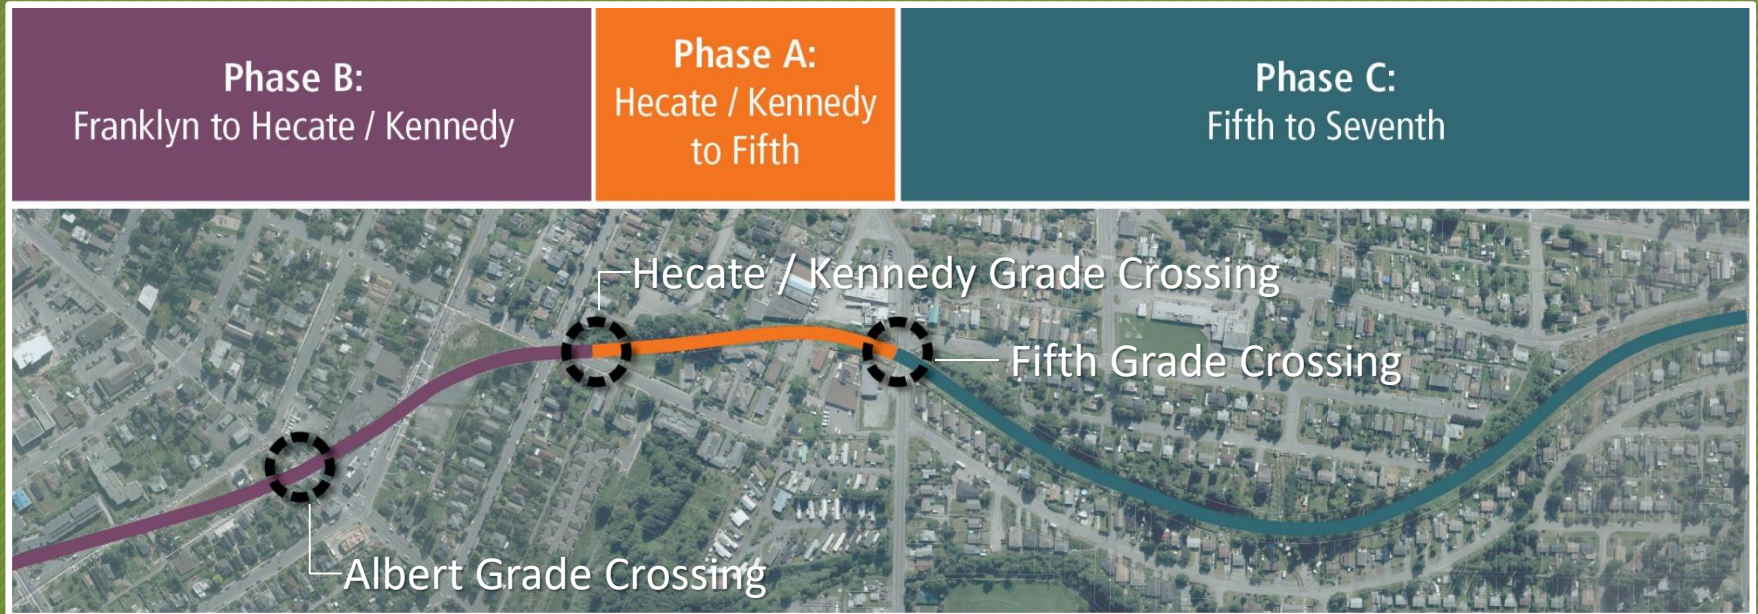 Phase B:
Franklyn to Hecate / Kennedy
Phase A:
Hecate / Kennedy
to Fifth
Phase C:
Fifth to Seventh
Hecate / Kennedy Grade Crossing
Fifth Grade Crossing
Albert Grade Crossing